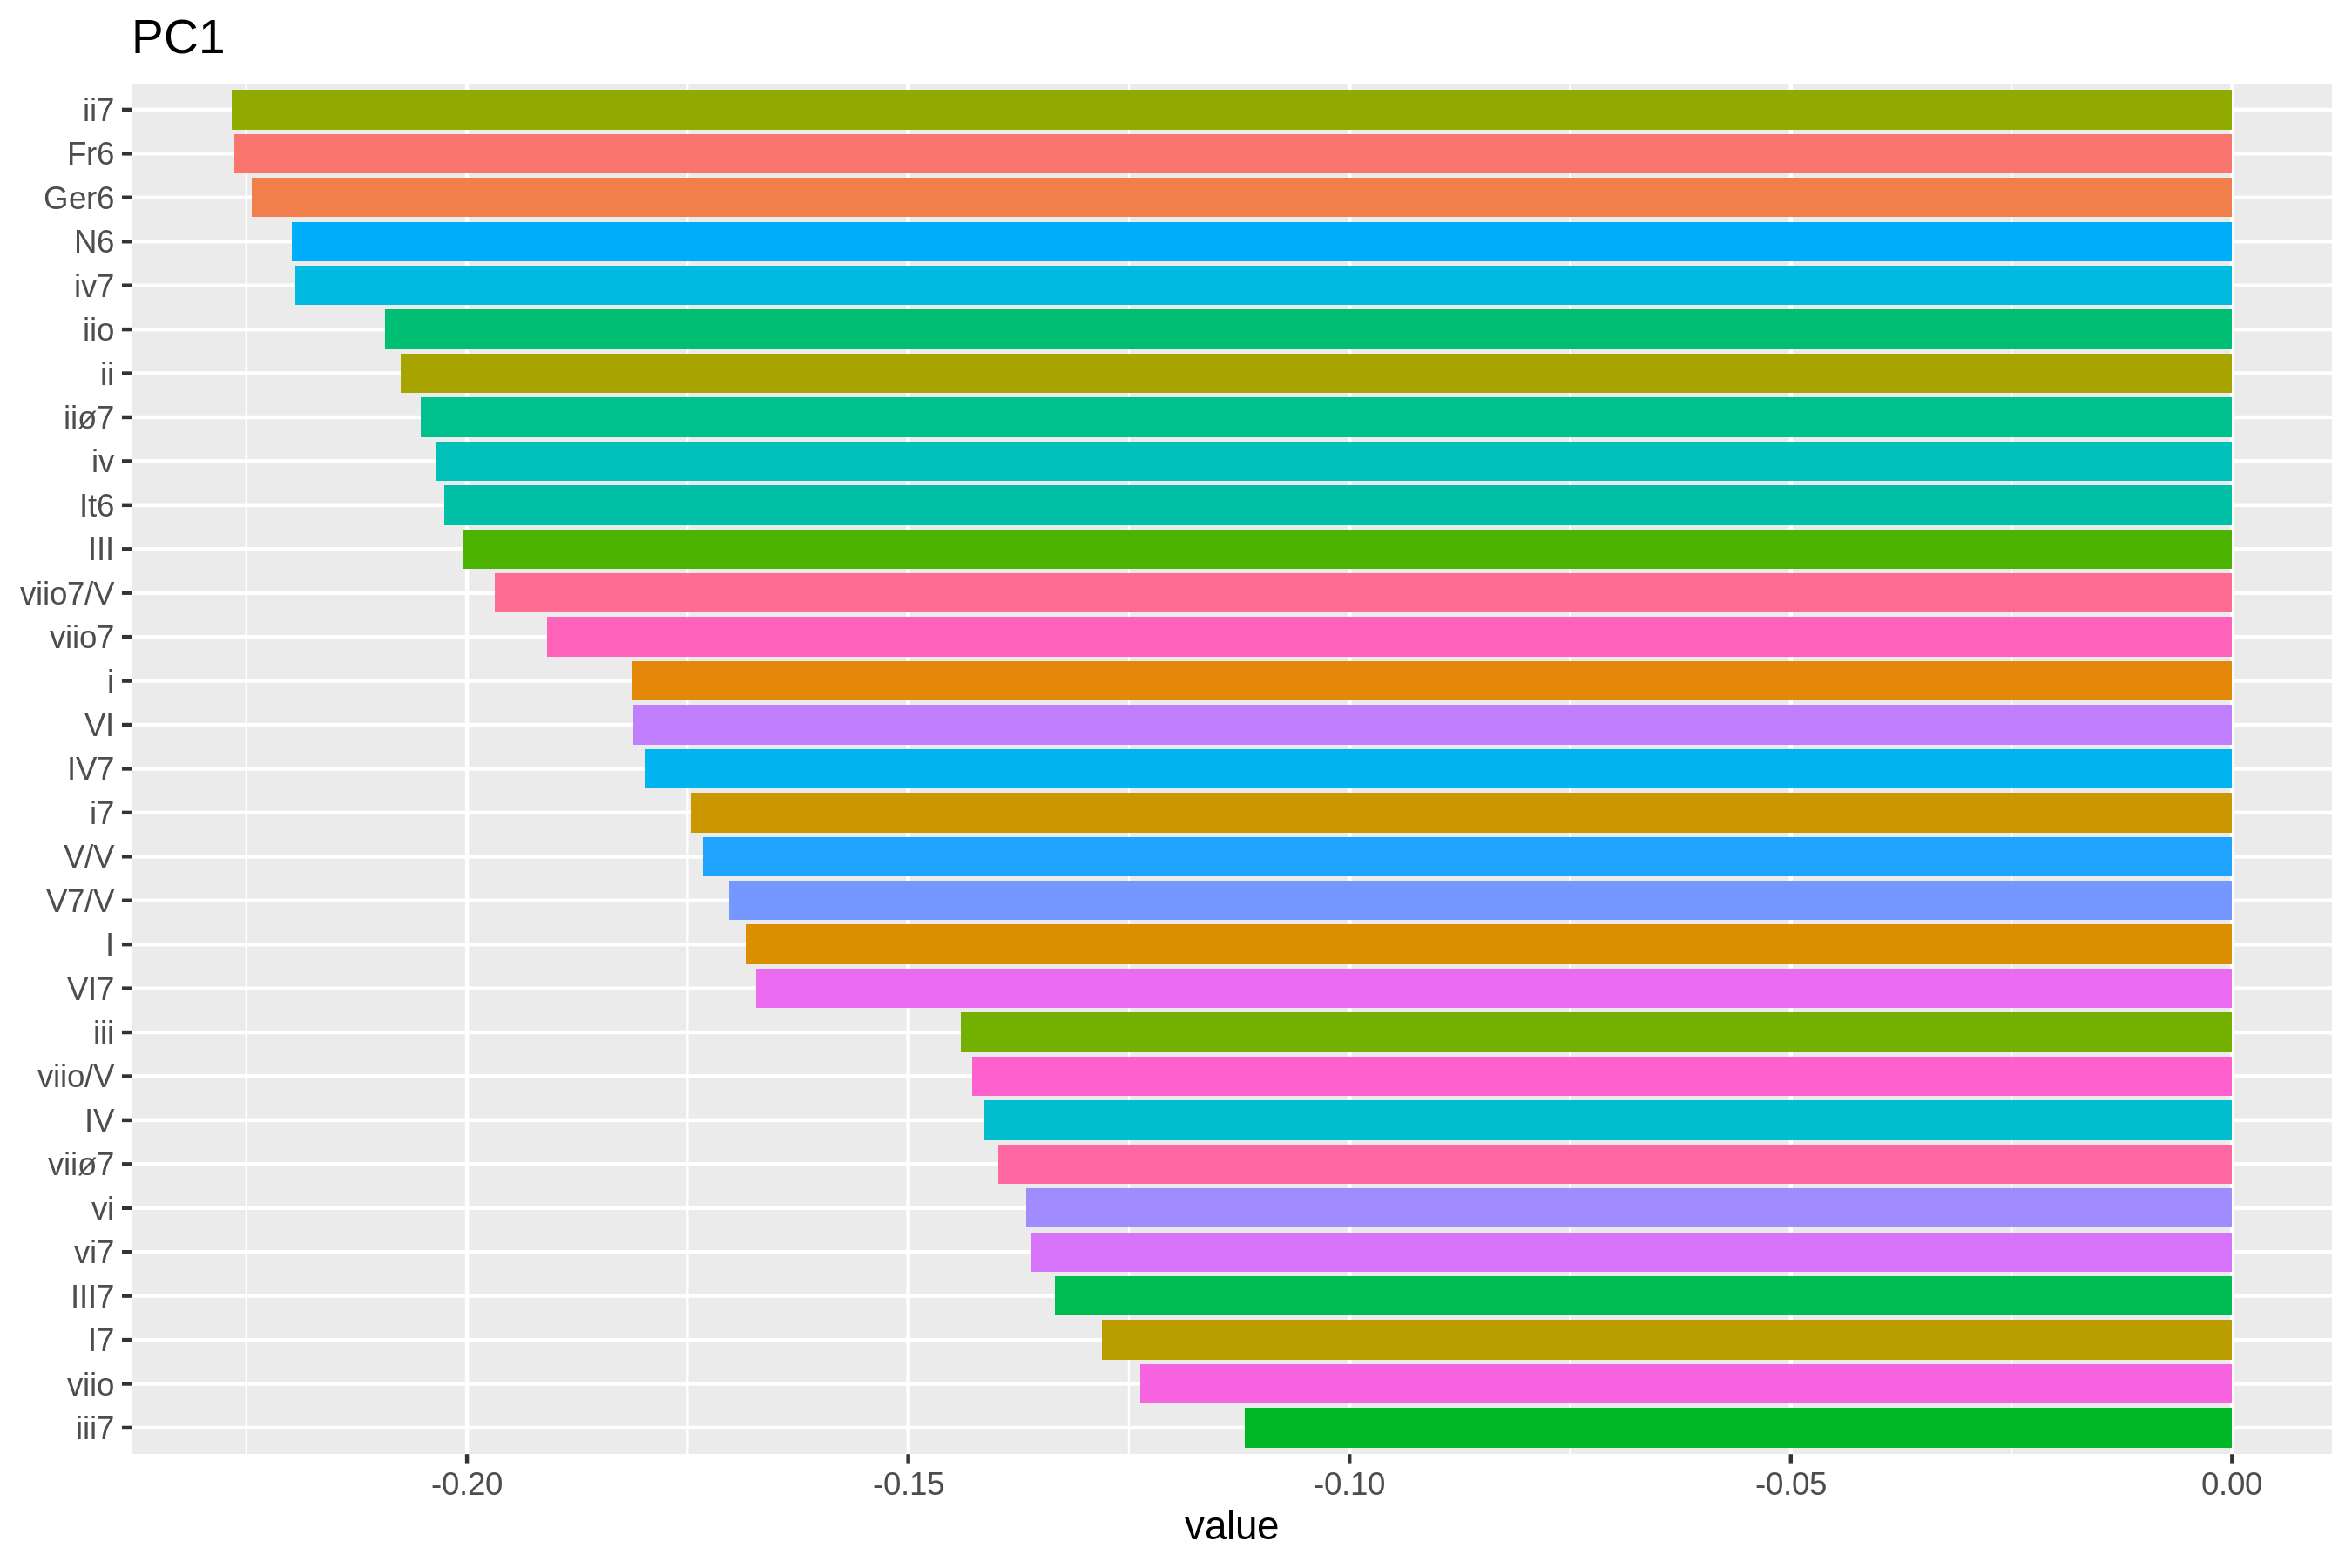 PC1
ii7
Fr6
Ger6
N6
iv7
iio
ii
iiø7
iv
It6
III
viio7/V
viio7
i
VI
IV7
i7
V/V
V7/V
I
VI7
iii
viio/V
IV
viiø7
vi
vi7
III7
I7
viio
iii7
-0.20 -0.15 -0.10 -0.05 0.00
value